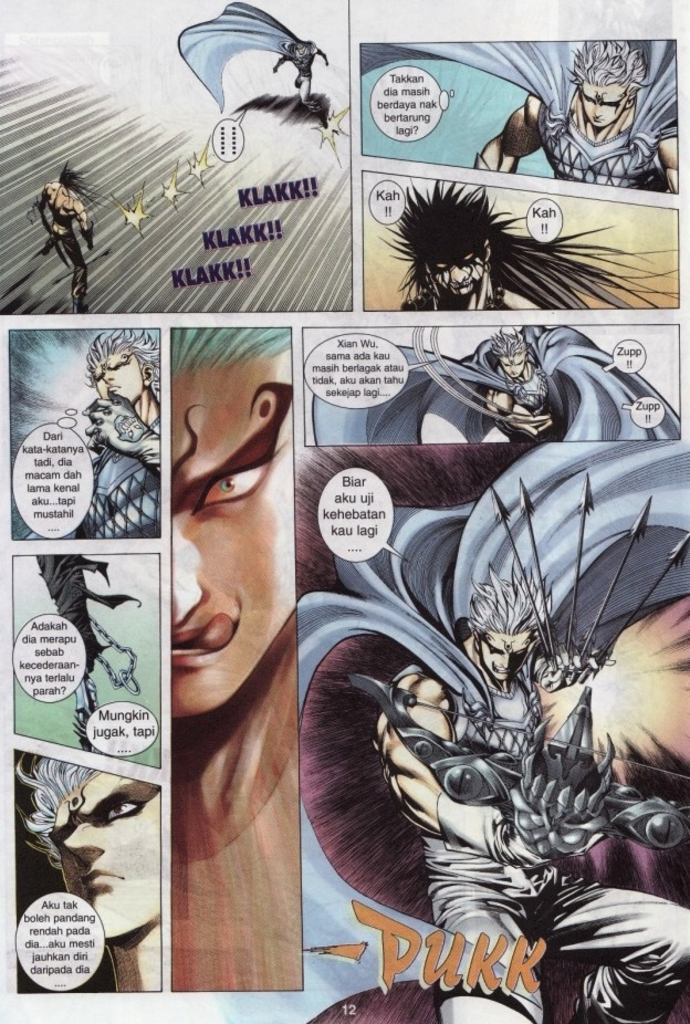 ⋮⋮
KLAKK!!
KLAKK!!
KLAKK!!
Takkan
dia masih
berdaya nak
bertarung
lagi?
Kah
!!
Kah
!!
Dari
kata-katanya
tadi, dia
macam dah
lama kenal
aku...tapi
mustahil
....
Adakah
dia merapu
sebab
kecederaan-
nya terlalu
parah?
Mungkin
jugak, tapi
....
Aku tak
boleh pandang
rendah pada
dia...aku mesti
jauhkan diri
daripada dia
....
Xian Wu,
sama ada kau
masih berlagak atau
tidak, aku akan tahu
sekejap lagi....
Zupp
!!
Zupp
!!
Biar
aku uji
kehebatan
kau lagi
....
PUKK
12